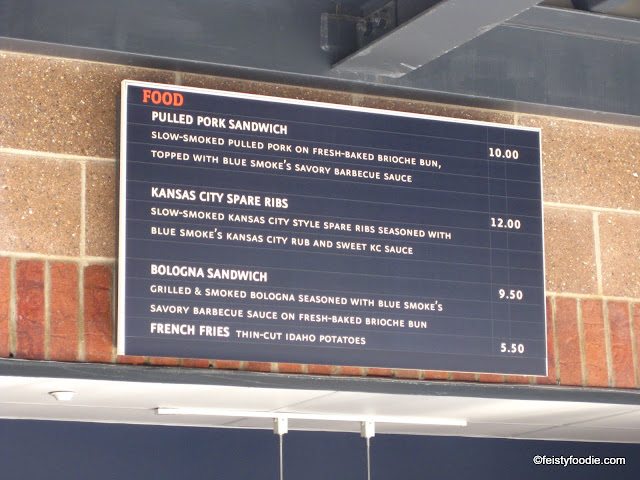 FOOD
PULLED PORK SANDWICH
SLOW-SMOKED PULLED PORK ON FRESH-BAKED BRIOCHE BUN, 10.00
TOPPED WITH BLUE SMOKE'S SAVORY BARBECUE SAUCE
KANSAS CITY SPARE RIBS
SLOW-SMOKED KANSAS CITY STYLE SPARE RIBS SEASONED WITH 12.00
BLUE SMOKE'S KANSAS CITY RUB AND SWEET KC SAUCE
BOLOGNA SANDWICH
GRILLED & SMOKED BOLOGNA SEASONED WITH BLUE SMOKE'S 9.50
SAVORY BARBECUE SAUCE ON FRESH-BAKED BRIOCHE BUN
FRENCH FRIES THIN-CUT IDAHO POTATOES 5.50
©feistyfoodie.com